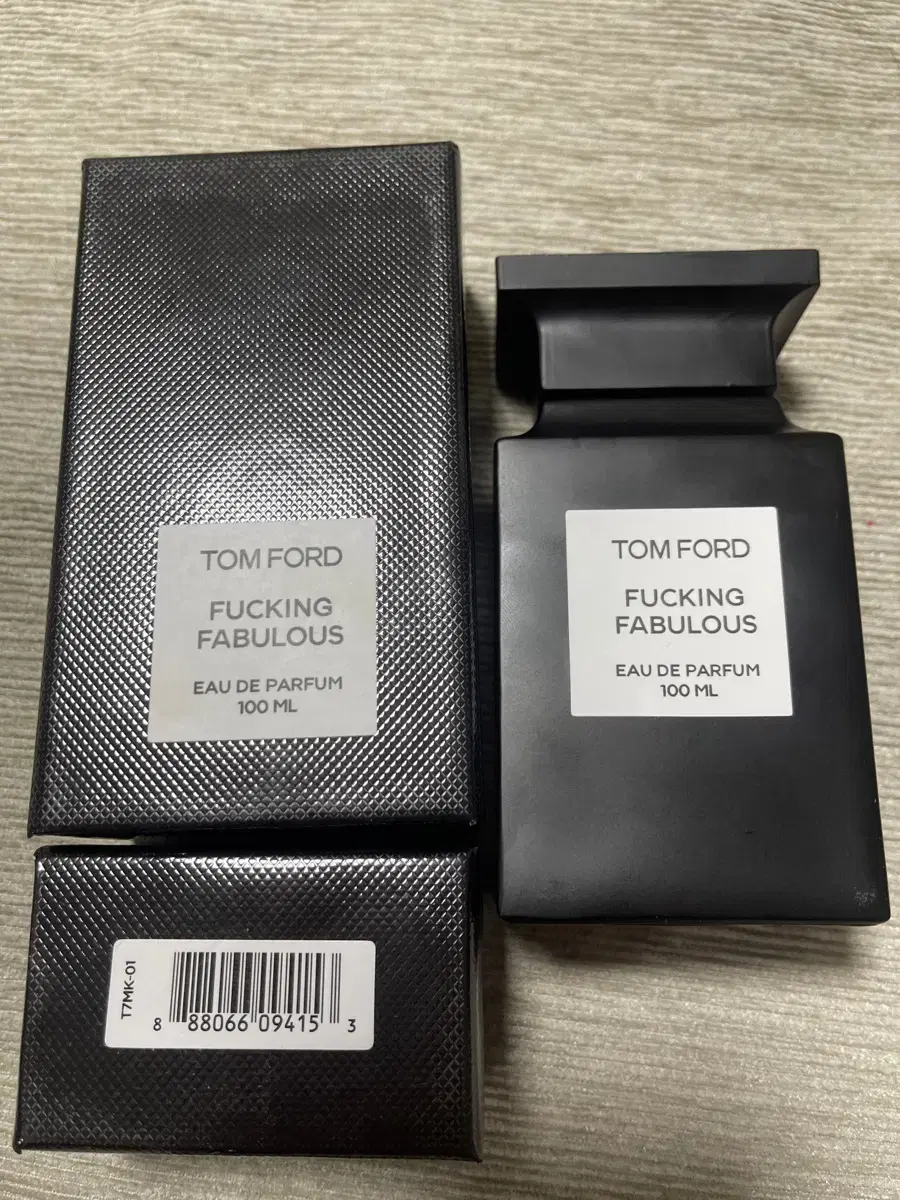 TOM FORD
FUCKING
FABULOUS
EAU DE PARFUM
100 ML
TOM FORD
FUCKING
FABULOUS
EAU DE PARFUM
100 ML
T7MK-01
8 88066 09415 3